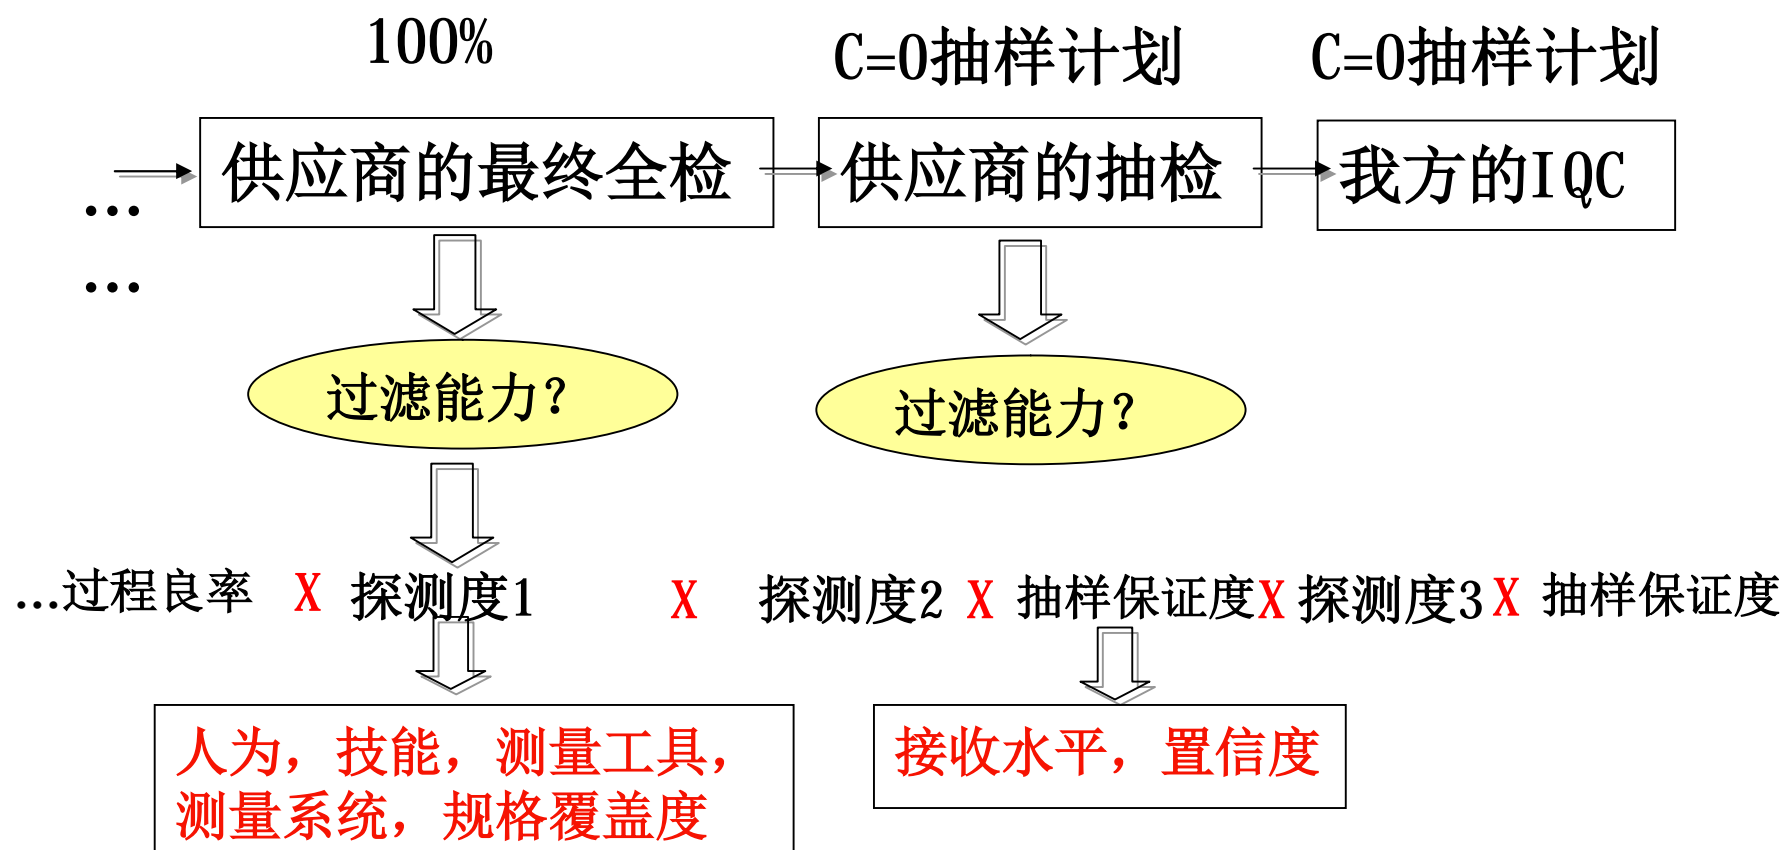 100%
C=0抽样计划
C=0抽样计划
供应商的最终全检
供应商的抽检
我方的IQC
...
...
过滤能力？
过滤能力？
...过程良率 X 探测度1 X 探测度2 X 抽样保证度 X 探测度3 X 抽样保证度
人为，技能，测量工具，
测量系统，规格覆盖度
接收水平，置信度